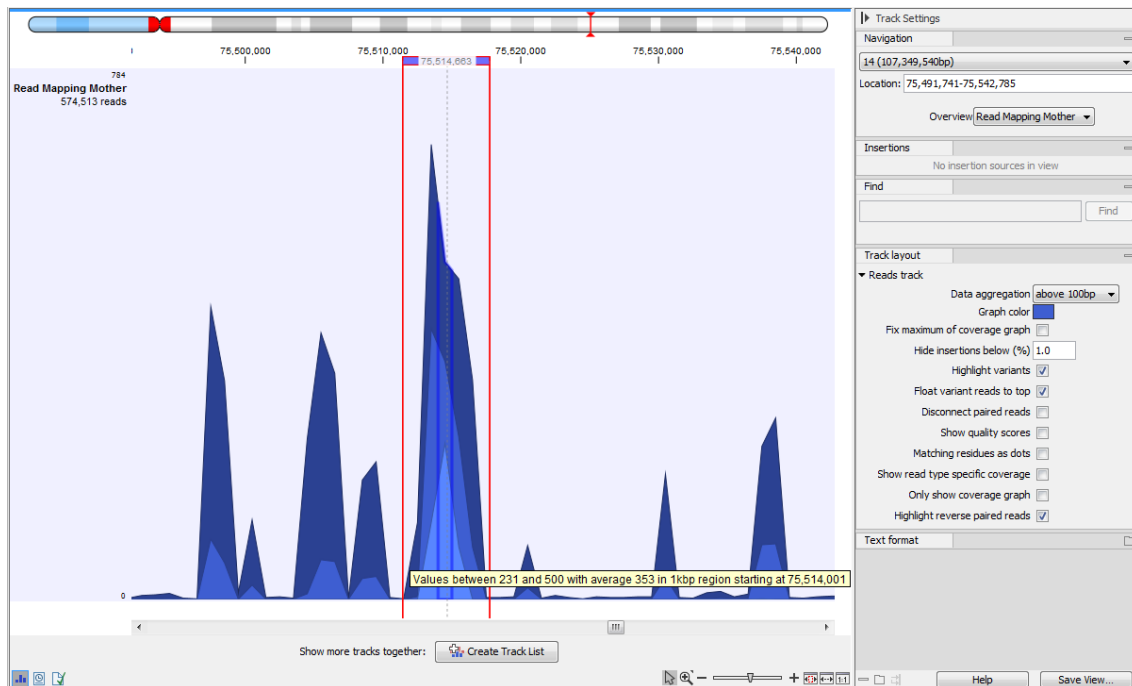 75,500,000 75,510,000 75,520,000 75,530,000 75,540,000
75,514,663
784
Read Mapping Mother
574,513 reads
0
Values between 231 and 500 with average 353 in 1kbp region starting at 75,514,001
Show more tracks together: Create Track List
Track Settings
Navigation
14 (107,349,540bp)
Location: 75,491,741-75,542,785
Overview Read Mapping Mother
Insertions
No insertion sources in view
Find
Find
Track layout
Reads track
Data aggregation above 100bp
Graph color
Fix maximum of coverage graph
Hide insertions below (%) 1.0
Highlight variants
Float variant reads to top
Disconnect paired reads
Show quality scores
Matching residues as dots
Show read type specific coverage
Only show coverage graph
Highlight reverse paired reads
Text format
1:1
Help Save View...